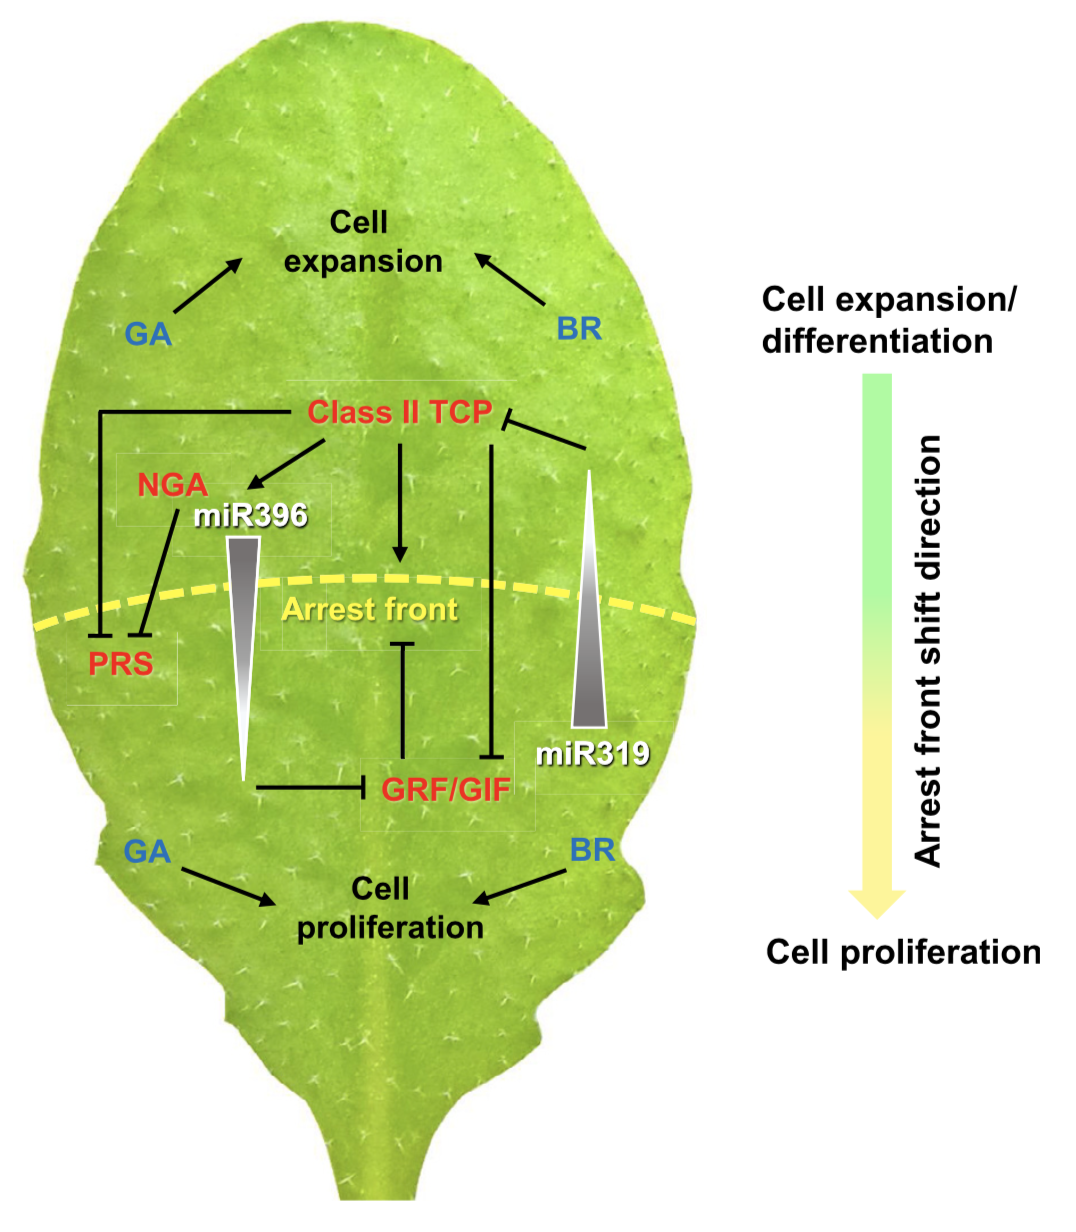 Cell
expansion
GA
BR
Class II TCP
NGA
miR396
Arrest front
PRS
miR319
GRF/GIF
GA
BR
Cell
proliferation
Cell expansion/
differentiation
Arrest front shift direction
Cell proliferation